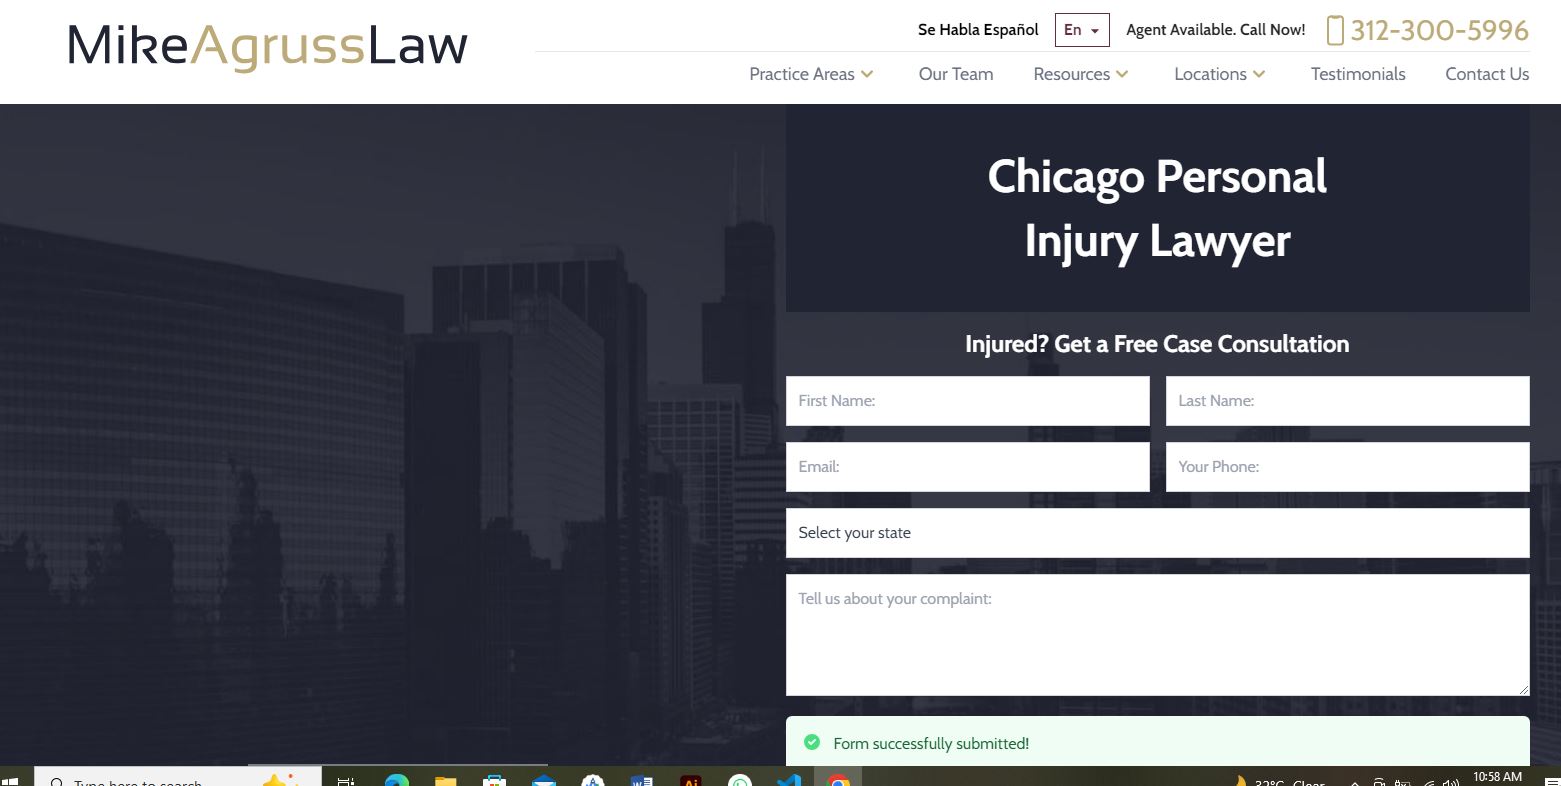 MikeAgrussLaw
Se Habla Español En Agent Available. Call Now! 312-300-5996
Practice Areas Our Team Resources Locations Testimonials Contact Us
Chicago Personal
Injury Lawyer
Injured? Get a Free Case Consultation
First Name: Last Name:
Email: Your Phone:
Select your state
Tell us about your complaint:
Form successfully submitted!
Type here to search 32°C Clear 10:58 AM